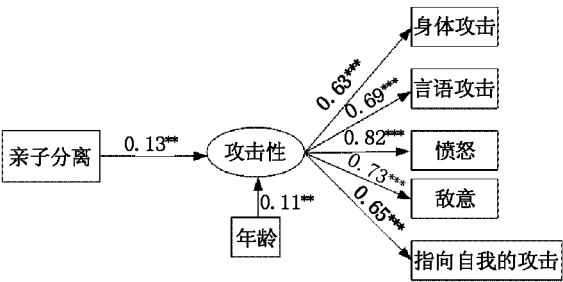 身体攻击
0.63***
言语攻击
0.69***
亲子分离
0.13**
攻击性
0.82***
愤怒
0.73***
敌意
0.11**
0.65***
年龄
指向自我的攻击